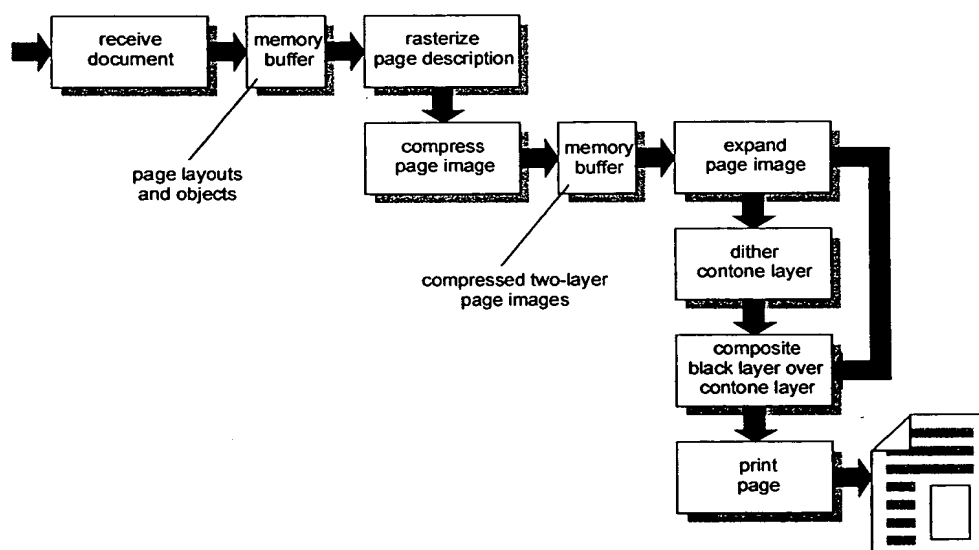 receive
document
memory
buffer
rasterize
page description
page layouts
and objects
compress
page image
memory
buffer
expand
page image
compressed two-layer
page images
dither
contone layer
composite
black layer over
contone layer
print
page